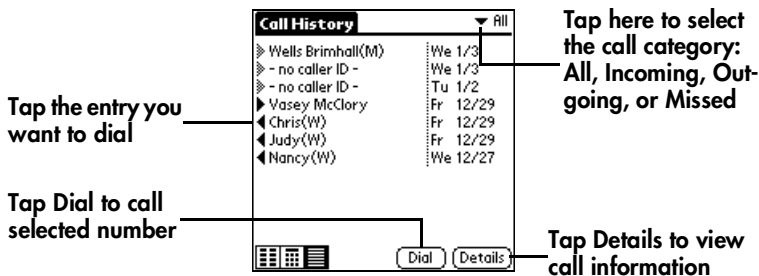 Call History
All
Wells Brimhall(M) We 1/3
- no caller ID - We 1/3
- no caller ID - Tu 1/2
Vasey McClory Fr 12/29
Chris(W) Fr 12/29
Judy(W) Fr 12/29
Nancy(W) We 12/27
Dial
Details
Tap here to select
the call category:
All, Incoming, Out-
going, or Missed
Tap the entry you
want to dial
Tap Dial to call
selected number
Tap Details to view
call information